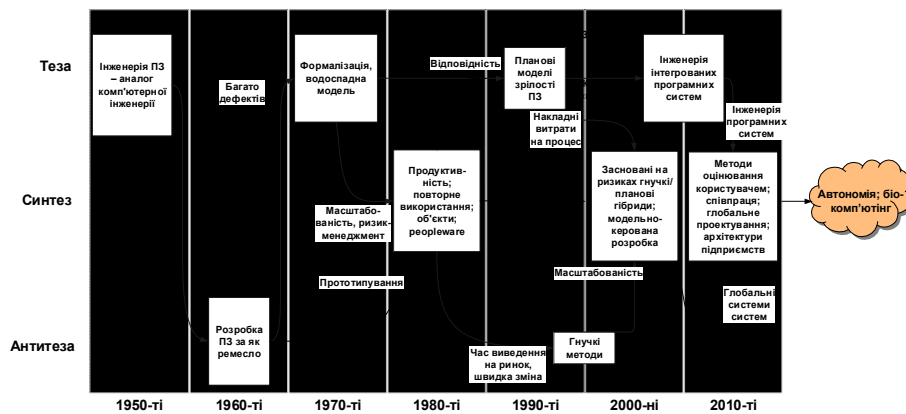 Теза
Інженерія ПЗ
– аналог
комп'ютерної
інженерії
Багато
дефектів
Формалізація,
водоспадна
модель
Відповідність
Планові
моделі
зрілості
ПЗ
Інженерія
інтегрованих
програмних
систем
Накладні
витрати
на процес
Інженерія
програмних
систем
Синтез
Масштабо-
ваність, ризик-
менеджмент
Продуктив-
ність;
повторне
використання;
об'єкти;
peopleware
Засновані на
ризиках гнучкі/
планові
гібриди;
модельно-
керована
розробка
Методи
оцінювання
користувачем;
співпраця;
глобальне
проектування;
архітектури
підприємств
Автономія; біо-
комп'ютінг
Прототипування
Масштабованість
Глобальні
системи
систем
Антитеза
Розробка
ПЗ за як
ремесло
Час виведення
на ринок,
швидка зміна
Гнучкі
методи
1950-ті
1960-ті
1970-ті
1980-ті
1990-ті
2000-ні
2010-ті